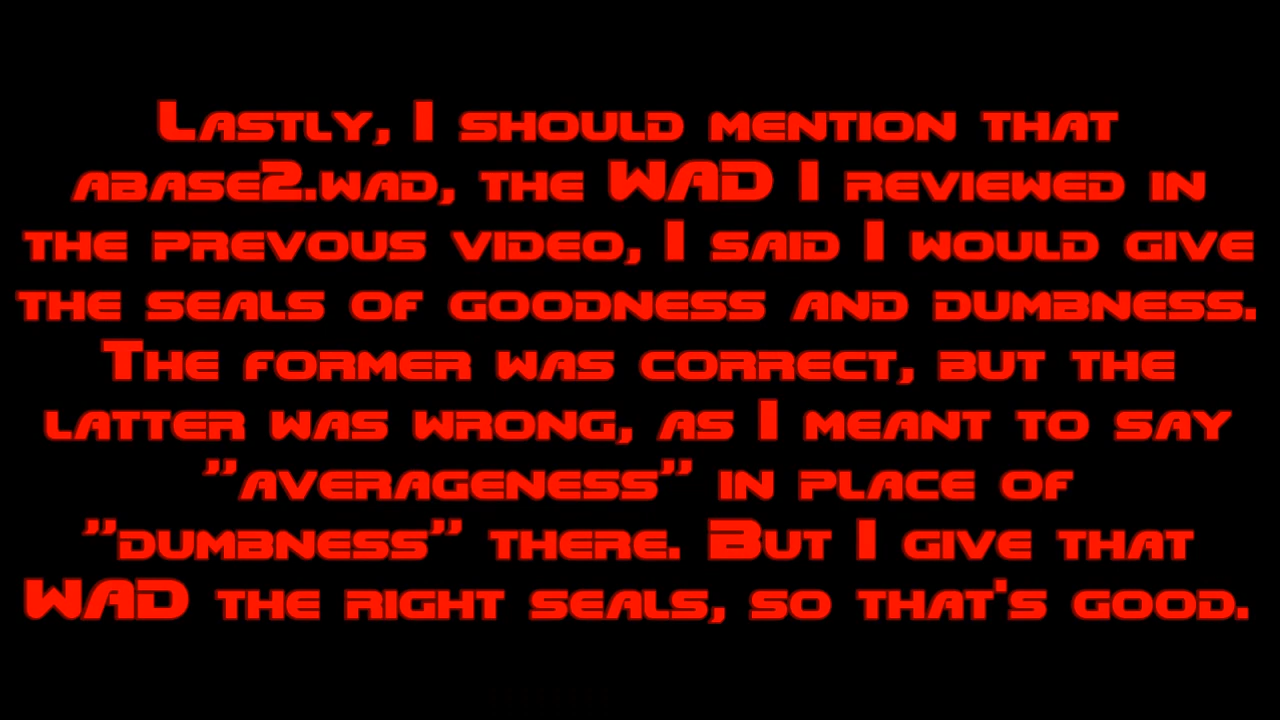 Lastly, I should mention that
abase2.wad, the WAD I reviewed in
the prevous video, I said I would give
the seals of goodness and dumbness.
The former was correct, but the
latter was wrong, as I meant to say
"averageness" in place of
"dumbness" there. But I give that
WAD the right seals, so that's good.